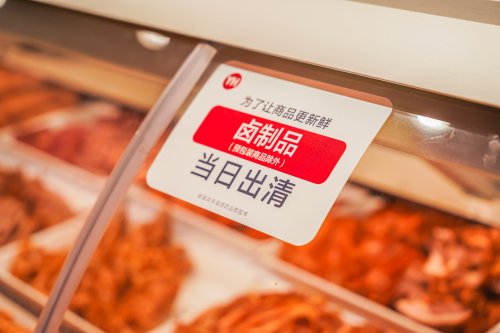 YH
为了让商品更新鲜
卤制品
(预包装商品除外)
当日出清